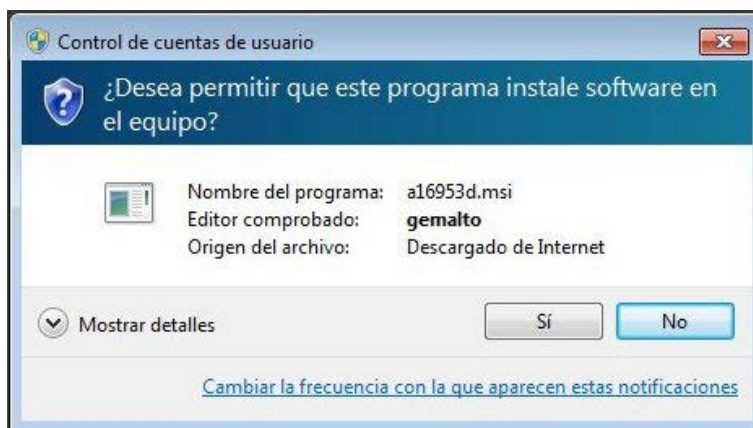 Control de cuentas de usuario
¿Desea permitir que este programa instale software en
el equipo?
Nombre del programa: a16953d.msi
Editor comprobado: gemalto
Origen del archivo: Descargado de Internet
Mostrar detalles
Sí
No
Cambiar la frecuencia con la que aparecen estas notificaciones